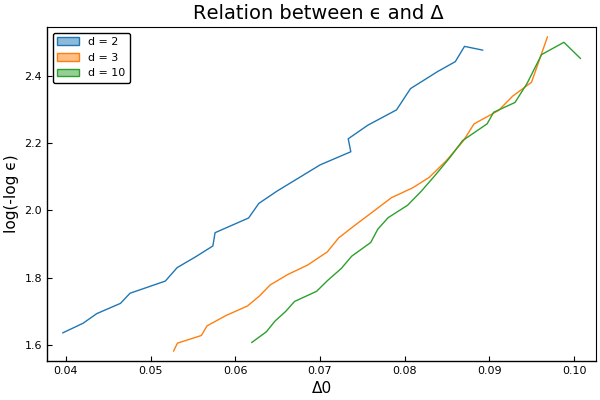 Relation between ϵ and Δ
d = 2
d = 3
d = 10
log(-log ϵ)
2.4
2.2
2.0
1.8
1.6
0.04 0.05 0.06 0.07 0.08 0.09 0.10
Δ0